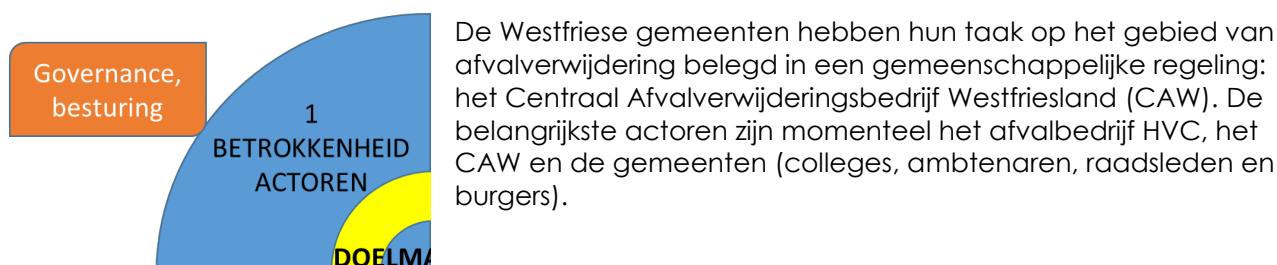 Governance,
besturing
1
BETROKKENHEID
ACTOREN
DOELMA
De Westfriese gemeenten hebben hun taak op het gebied van
afvalverwijdering belegd in een gemeenschappelijke regeling:
het Centraal Afvalverwijderingsbedrijf Westfriesland (CAW). De
belangrijkste actoren zijn momenteel het afvalbedrijf HVC, het
CAW en de gemeenten (colleges, ambtenaren, raadsleden en
burgers).